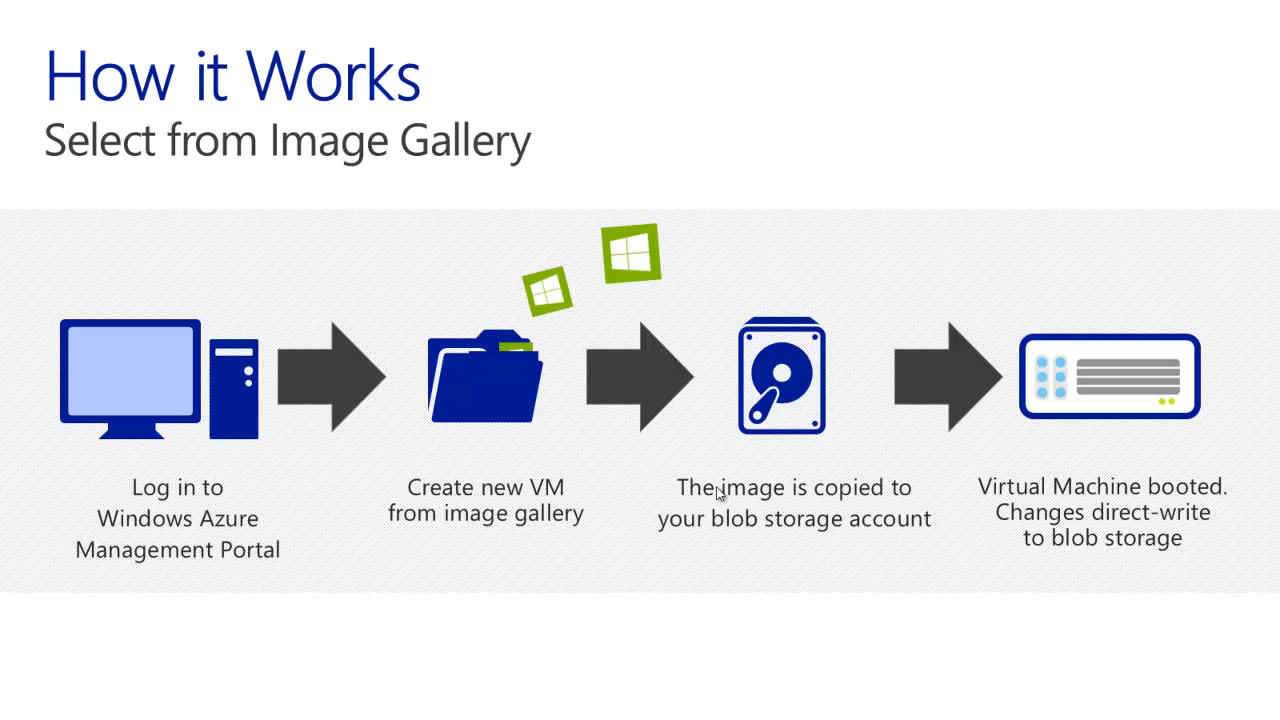 How it Works
Select from Image Gallery
Log in to
Windows Azure
Management Portal
Create new VM
from image gallery
The image is copied to
your blob storage account
Virtual Machine booted.
Changes direct-write
to blob storage